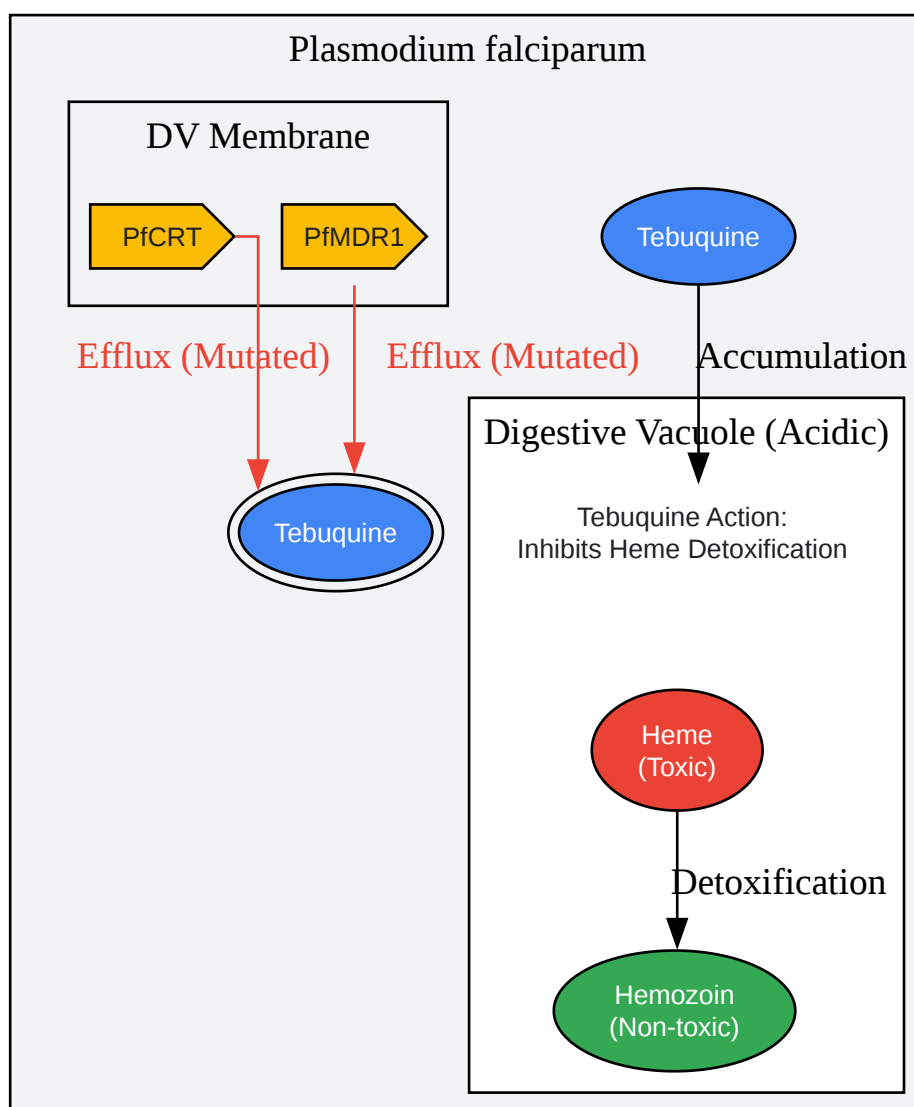 Plasmodium falciparum
DV Membrane
PfCRT
PfMDR1
Tebuquine
Efflux (Mutated)
Efflux (Mutated)
Accumulation
Digestive Vacuole (Acidic)
Tebuquine Action:
Inhibits Heme Detoxification
Tebuquine
Heme
(Toxic)
Detoxification
Hemozoin
(Non-toxic)